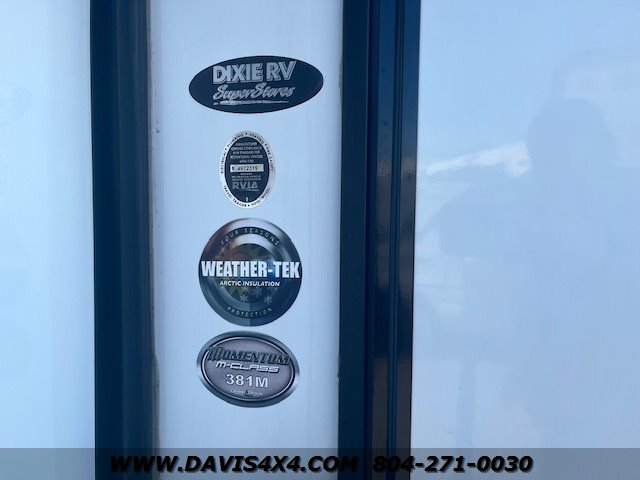 DIXIE RV
SuperStores
RVIA
FOUR SEASONS
WEATHER-TEK
ARCTIC INSULATION
PROTECTION
MOMENTUM
M-CLASS
381M
WWW.DAVIS4X4.COM 804-271-0030